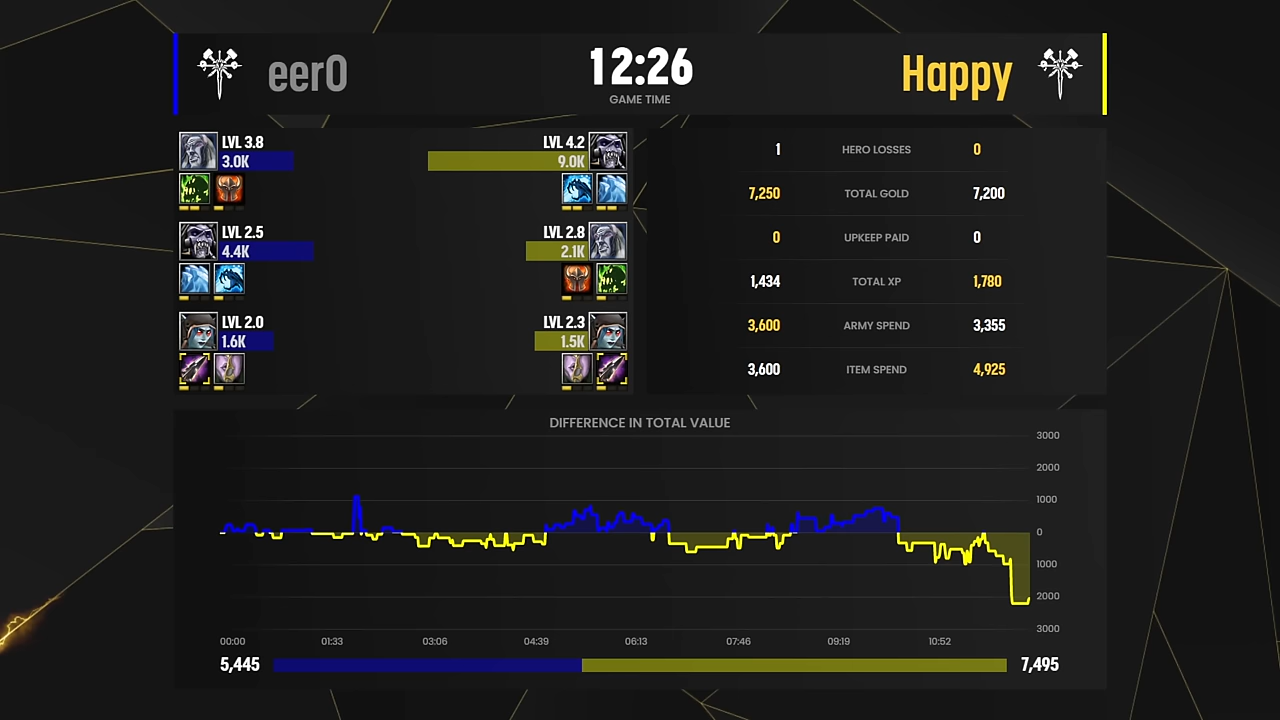 eer0
12:26
GAME TIME
Happy
LVL 3.8
3.0K
LVL 4.2
9.0K
LVL 2.5
4.4K
LVL 2.8
2.1K
LVL 2.0
1.6K
LVL 2.3
1.5K
1 HERO LOSSES 0
7,250 TOTAL GOLD 7,200
0 UPKEEP PAID 0
1,434 TOTAL XP 1,780
3,600 ARMY SPEND 3,355
3,600 ITEM SPEND 4,925
DIFFERENCE IN TOTAL VALUE
3000
2000
1000
0
1000
2000
3000
00:00 01:33 03:06 04:39 06:13 07:46 09:19 10:52
5,445 7,495